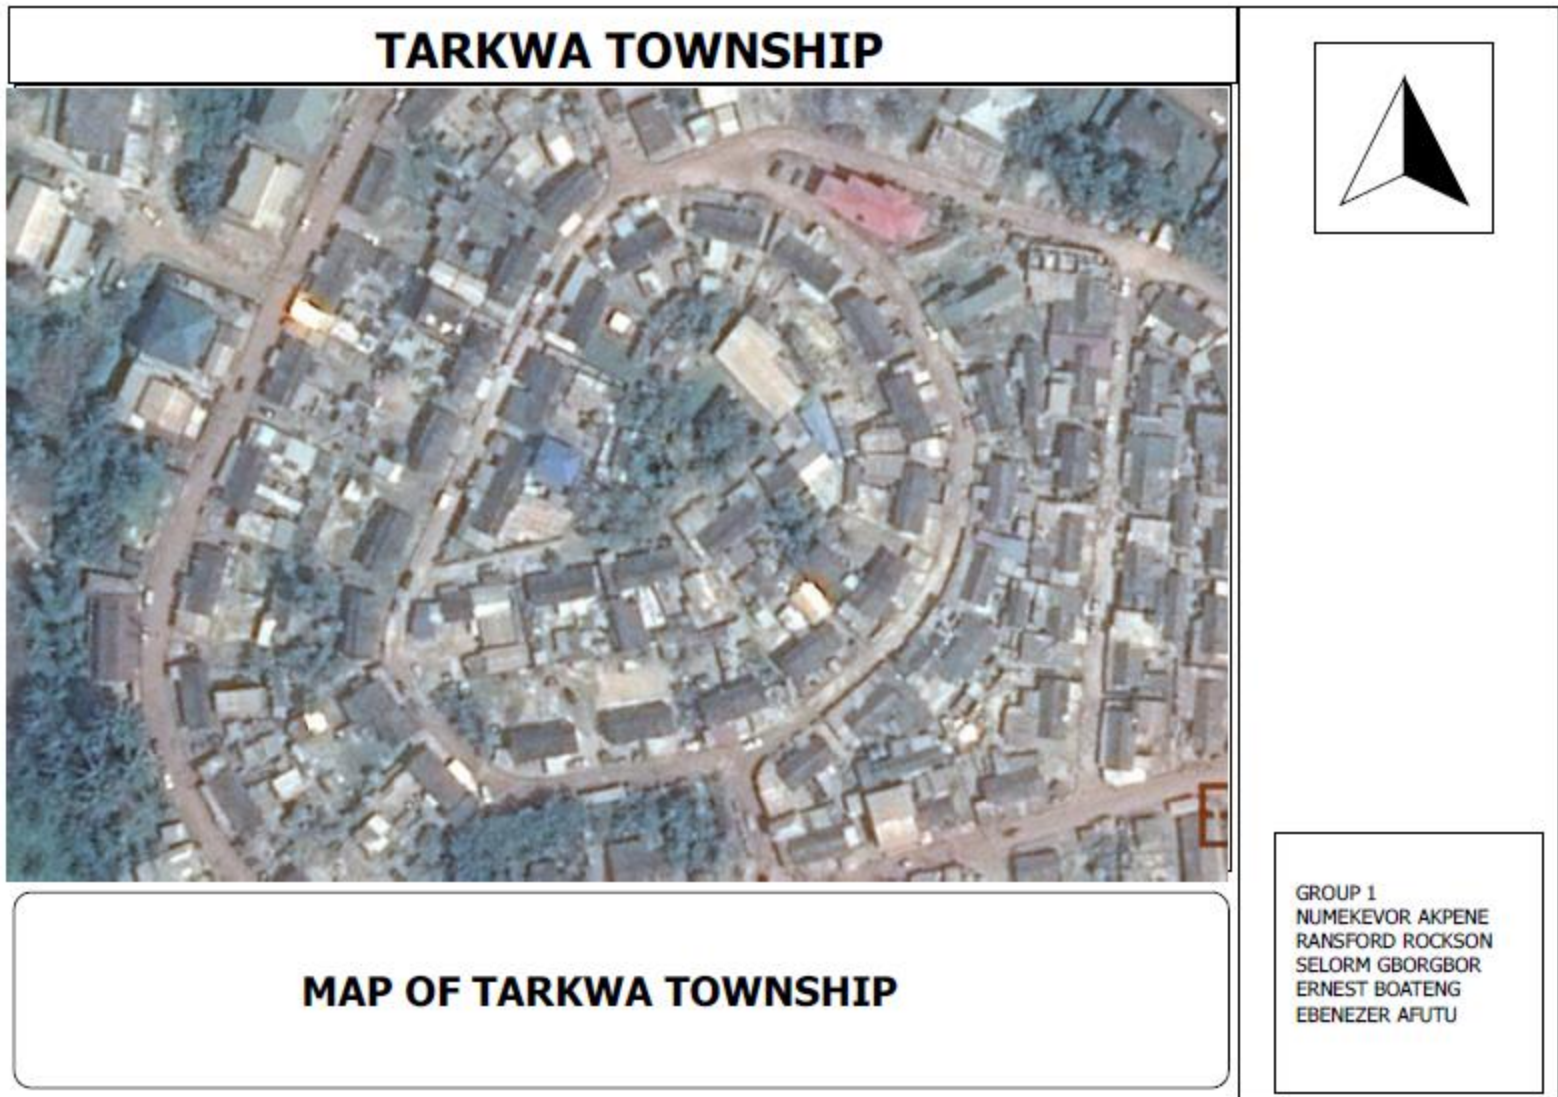 TARKWA TOWNSHIP
MAP OF TARKWA TOWNSHIP
GROUP 1
NUMEKEVOR AKPENE
RANSFORD ROCKSON
SELORM GBORGBOR
ERNEST BOATENG
EBENEZER AFUTU